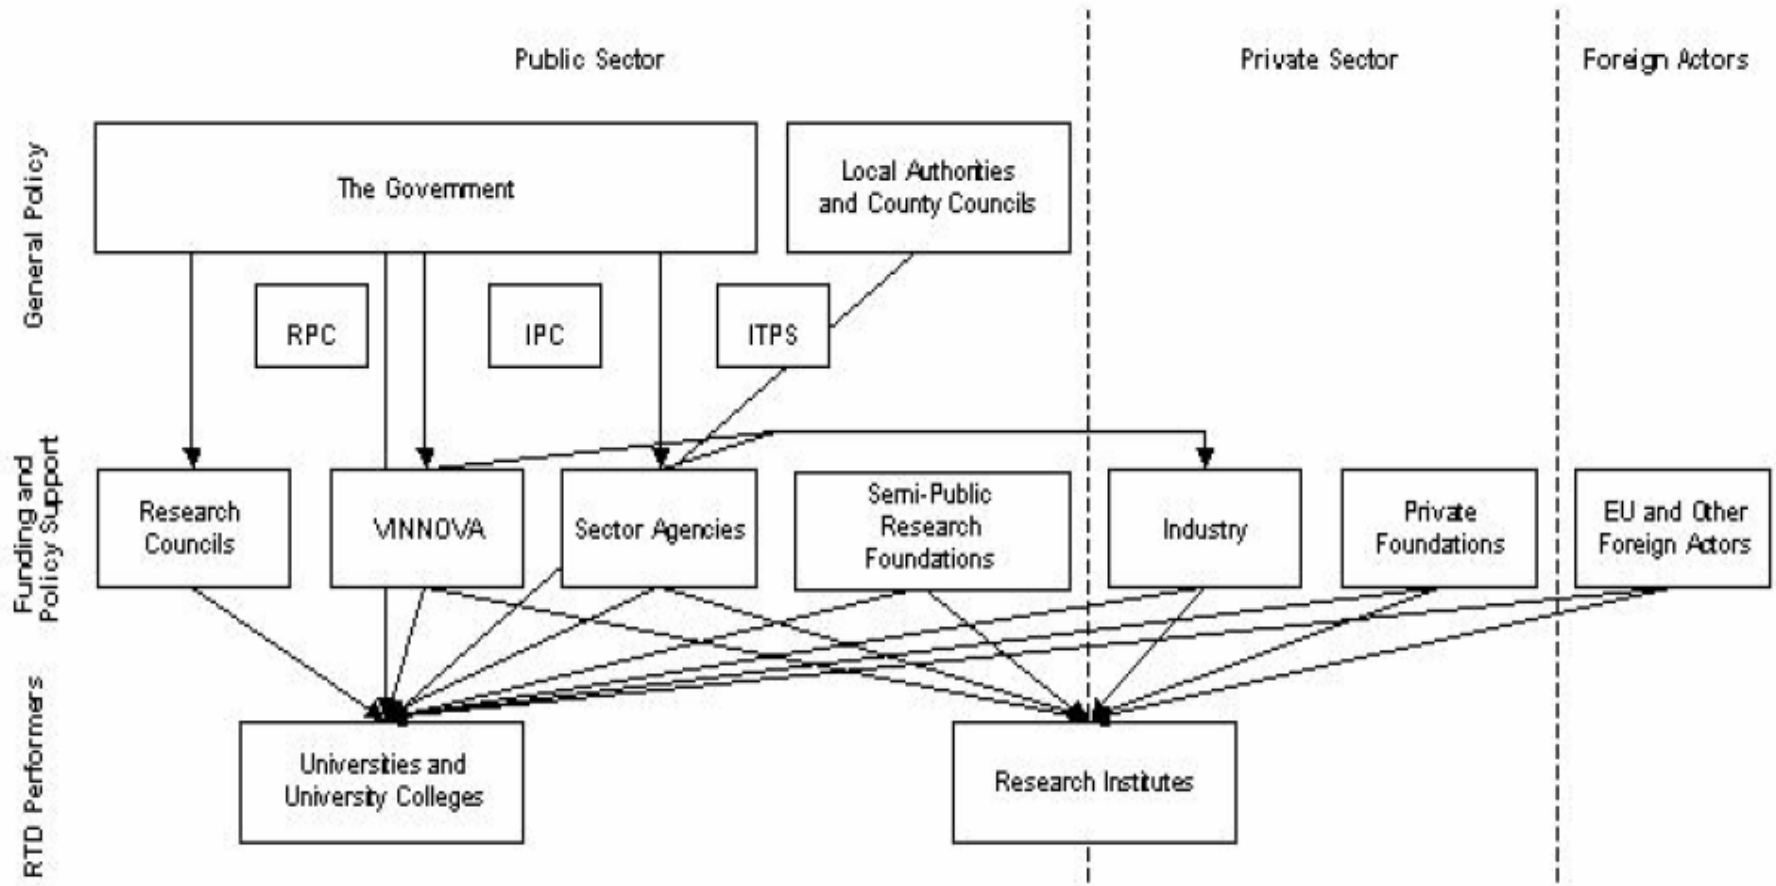 Public Sector
Private Sector
Foreign Actors
General Policy
The Government
Local Authorities
and County Councils
RPC
IPC
ITPS
Funding and
Policy Support
Research
Councils
VINNOVA
Sector Agencies
Semi-Public
Research
Foundations
Industry
Private
Foundations
EU and Other
Foreign Actors
RTD Performers
Universities and
University Colleges
Research Institutes